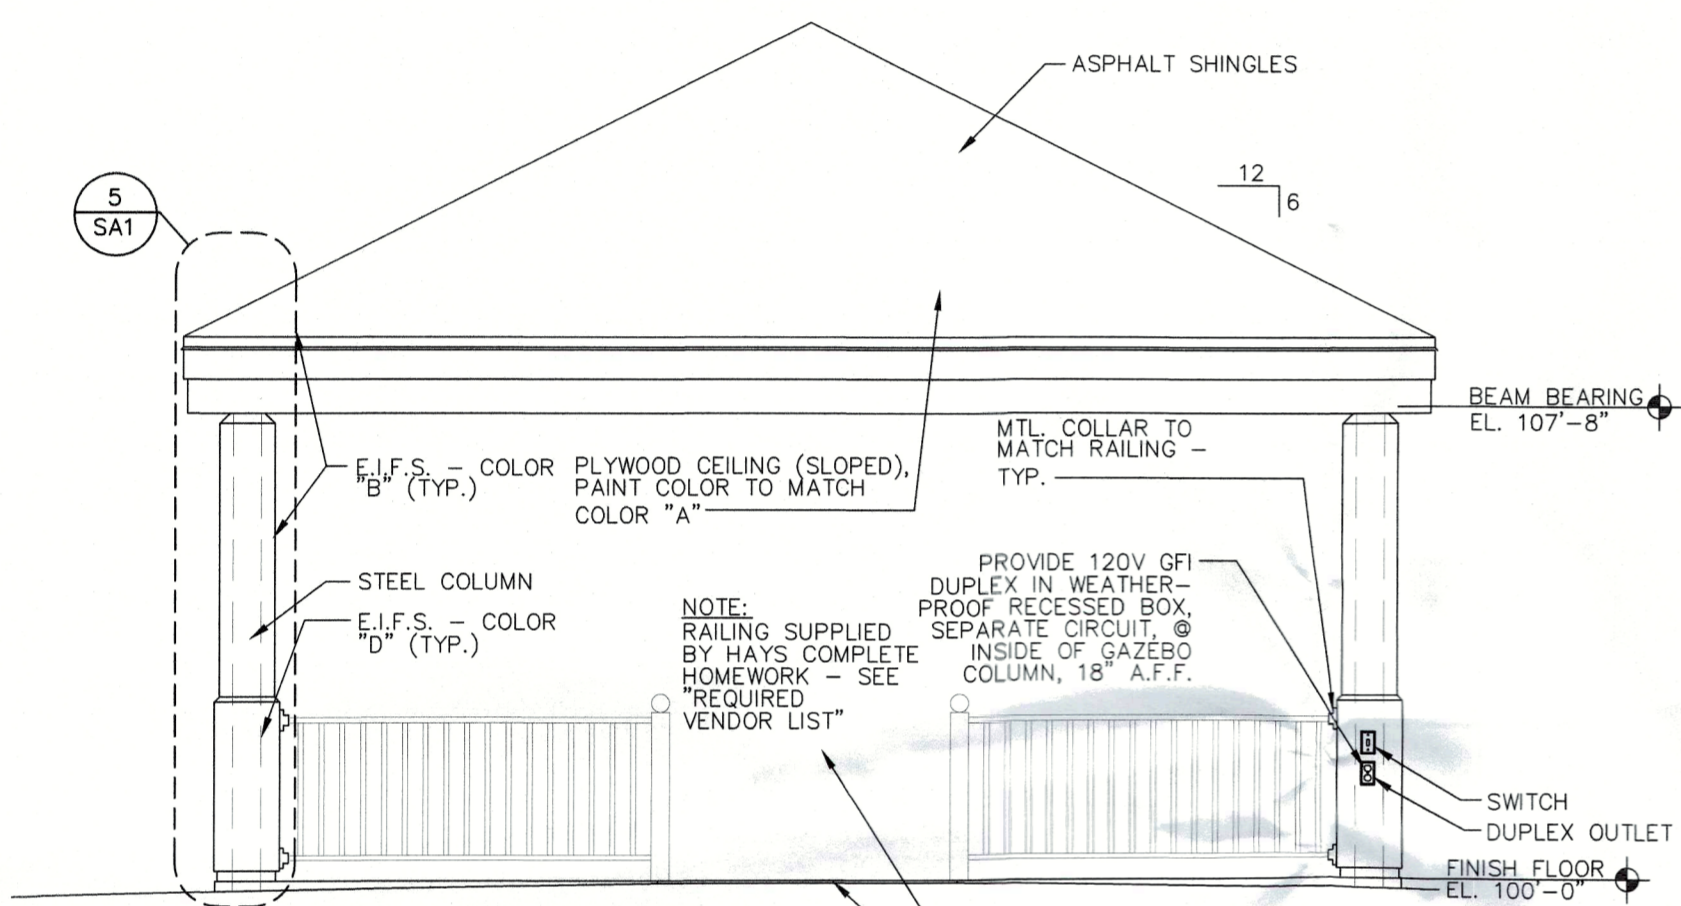 ASPHALT SHINGLES
12
6
5
SA1
BEAM BEARING
EL. 107'-8"
MTL. COLLAR TO
MATCH RAILING -
TYP.
E.I.F.S. - COLOR
"B" (TYP.)
PLYWOOD CEILING (SLOPED),
PAINT COLOR TO MATCH
COLOR "A"
STEEL COLUMN
E.I.F.S. - COLOR
"D" (TYP.)
NOTE:
RAILING SUPPLIED
BY HAYS COMPLETE
HOMEWORK - SEE
"REQUIRED
VENDOR LIST"
PROVIDE 120V GFI
DUPLEX IN WEATHER-
PROOF RECESSED BOX,
SEPARATE CIRCUIT, @
INSIDE OF GAZEBO
COLUMN, 18" A.F.F.
SWITCH
DUPLEX OUTLET
FINISH FLOOR
EL. 100'-0"